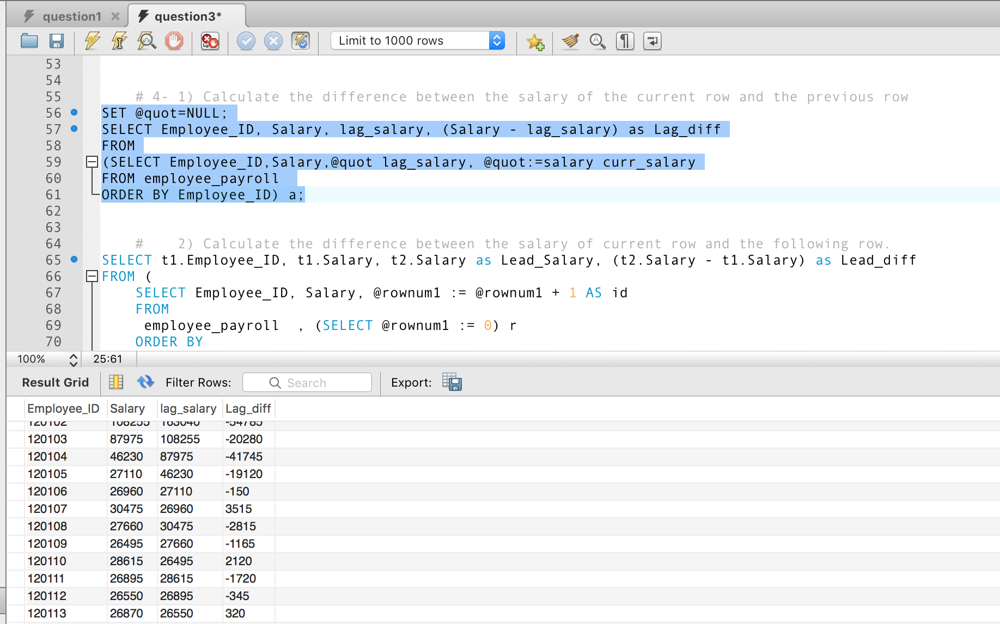 question1
question3*
Limit to 1000 rows
53
54
55 # 4- 1) Calculate the difference between the salary of the current row and the previous row
56 SET @quot=NULL;
57 SELECT Employee_ID, Salary, lag_salary, (Salary - lag_salary) as Lag_diff
58 FROM
59 (SELECT Employee_ID,Salary,@quot lag_salary, @quot:=salary curr_salary
60 FROM employee_payroll
61 ORDER BY Employee_ID) a;
62
63
64 # 2) Calculate the difference between the salary of current row and the following row.
65 SELECT t1.Employee_ID, t1.Salary, t2.Salary as Lead_Salary, (t2.Salary - t1.Salary) as Lead_diff
66 FROM (
67 SELECT Employee_ID, Salary, @rownum1 := @rownum1 + 1 AS id
68 FROM
69 employee_payroll , (SELECT @rownum1 := 0) r
70 ORDER BY
100% 25:61
Result Grid Filter Rows: Search Export:
Employee_ID Salary lag_salary Lag_diff
120102 108255 163040 -54785
120103 87975 108255 -20280
120104 46230 87975 -41745
120105 27110 46230 -19120
120106 26960 27110 -150
120107 30475 26960 3515
120108 27660 30475 -2815
120109 26495 27660 -1165
120110 28615 26495 2120
120111 26895 28615 -1720
120112 26550 26895 -345
120113 26870 26550 320